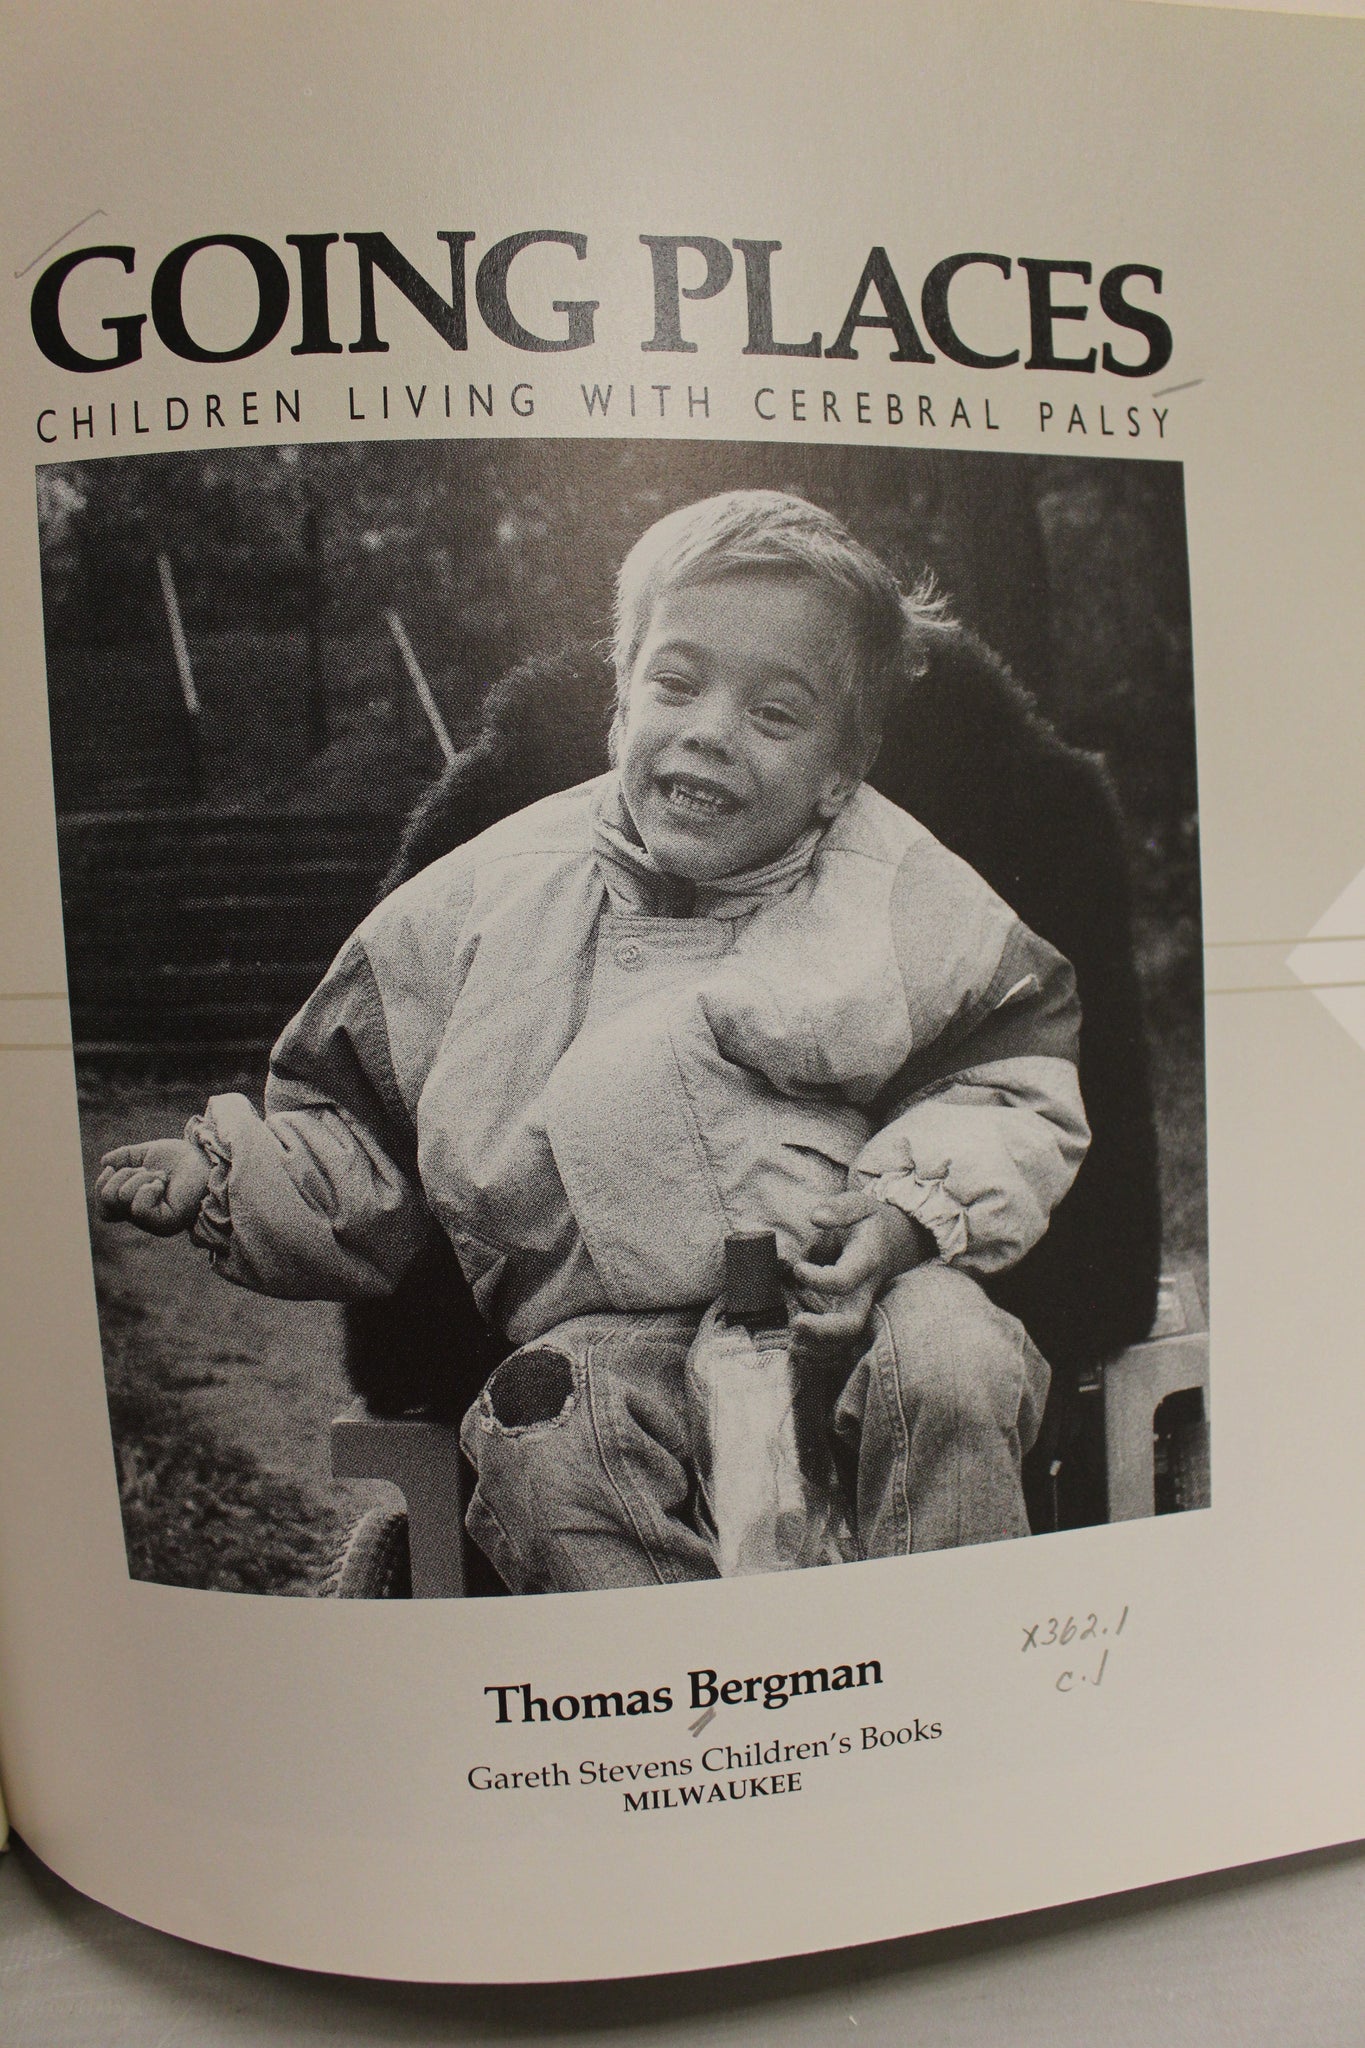 GOING PLACES
CHILDREN LIVING WITH CEREBRAL PALSY
x362.1
c.1
Thomas Bergman
Gareth Stevens Children's Books
MILWAUKEE